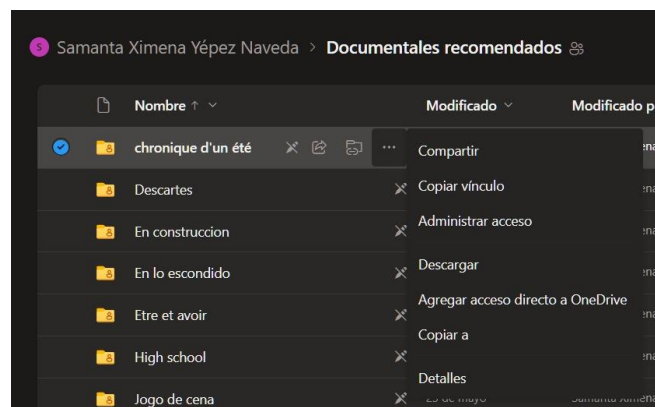 S Samanta Ximena Yépez Naveda > Documentales recomendados
Nombre Modificado Modificado p
chronique d'un été
Compartir
Descartes
Copiar vínculo
En construccion
Administrar acceso
En lo escondido
Descargar
Etre et avoir
Agregar acceso directo a OneDrive
High school
Copiar a
Jogo de cena
Detalles